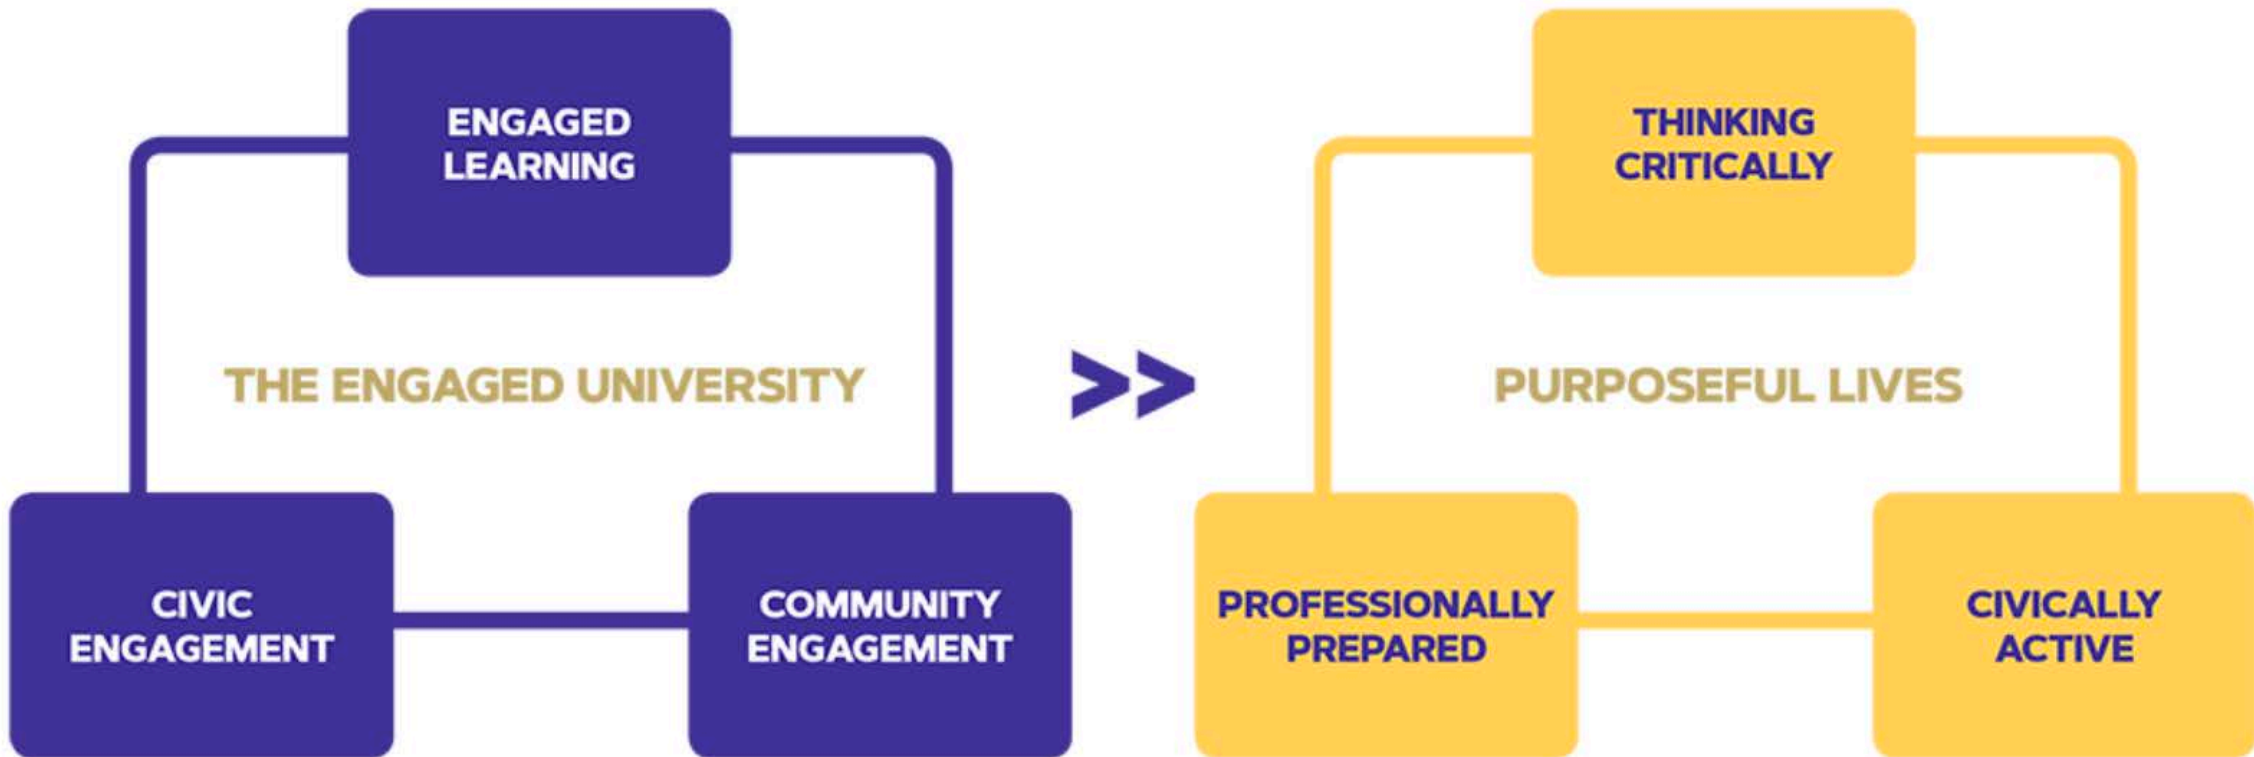 ENGAGED
LEARNING
THE ENGAGED UNIVERSITY
CIVIC
ENGAGEMENT
COMMUNITY
ENGAGEMENT
>>
THINKING
CRITICALLY
PURPOSEFUL LIVES
PROFESSIONALLY
PREPARED
CIVICALLY
ACTIVE